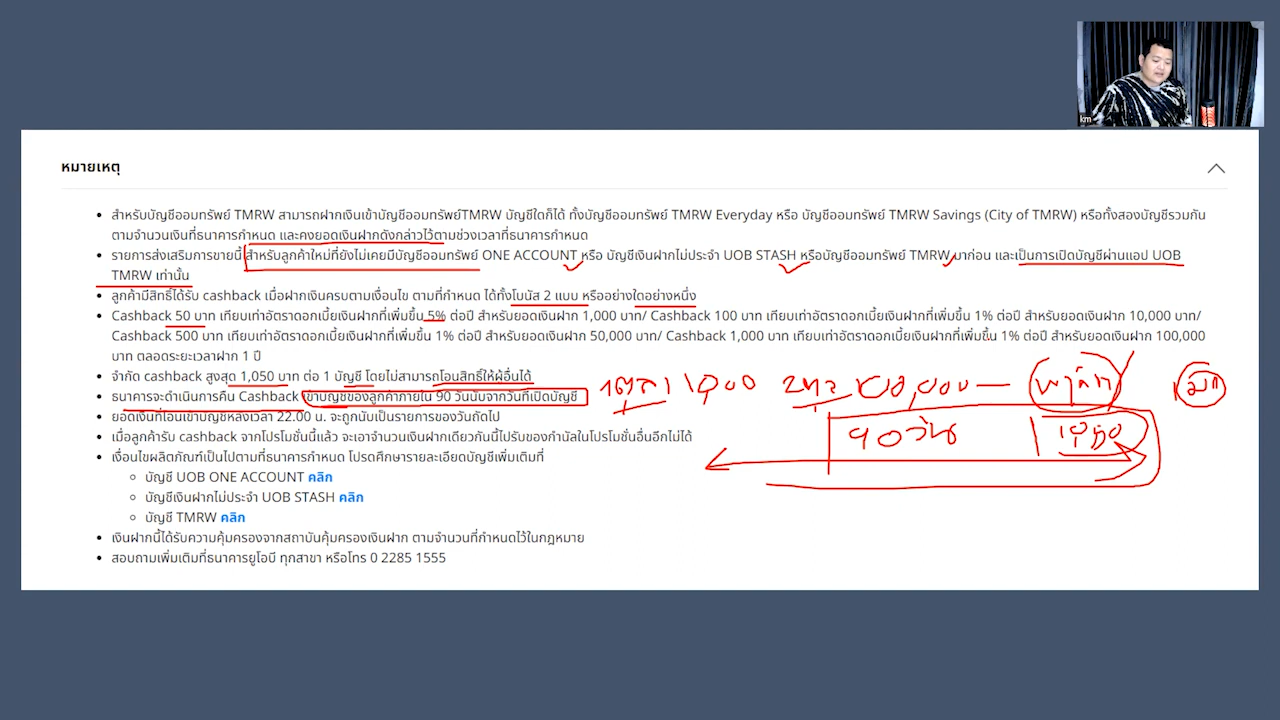 km
หมายเหตุ
• สำหรับบัญชีออมทรัพย์ TMRW สามารถฝากเงินเข้าบัญชีออมทรัพย์TMRW บัญชีใดก็ได้ ทั้งบัญชีออมทรัพย์ TMRW Everyday หรือ บัญชีออมทรัพย์ TMRW Savings (City of TMRW) หรือทั้งสองบัญชีรวมกัน
ตามจำนวนเงินที่ธนาคารกำหนด และคงยอดเงินฝากดังกล่าวไว้ตามช่วงเวลาที่ธนาคารกำหนด
• รายการส่งเสริมการขายนี้ สำหรับลูกค้าใหม่ที่ยังไม่เคยมีบัญชีออมทรัพย์ ONE ACCOUNT หรือ บัญชีเงินฝากไม่ประจำ UOB STASH หรือบัญชีออมทรัพย์ TMRW มาก่อน และเป็นการเปิดบัญชีผ่านแอป UOB
TMRW เท่านั้น
• ลูกค้ามีสิทธิ์ได้รับ cashback เมื่อฝากเงินครบตามเงื่อนไข ตามที่กำหนด ได้ทั้งโบนัส 2 แบบ หรืออย่างใดอย่างหนึ่ง
• Cashback 50 บาท เทียบเท่าอัตราดอกเบี้ยเงินฝากที่เพิ่มขึ้น 5% ต่อปี สำหรับยอดเงินฝาก 1,000 บาท/ Cashback 100 บาท เทียบเท่าอัตราดอกเบี้ยเงินฝากที่เพิ่มขึ้น 1% ต่อปี สำหรับยอดเงินฝาก 10,000 บาท/
Cashback 500 บาท เทียบเท่าอัตราดอกเบี้ยเงินฝากที่เพิ่มขึ้น 1% ต่อปี สำหรับยอดเงินฝาก 50,000 บาท/ Cashback 1,000 บาท เทียบเท่าอัตราดอกเบี้ยเงินฝากที่เพิ่มขึ้น 1% ต่อปี สำหรับยอดเงินฝาก 100,000
บาท ตลอดระยะเวลาฝาก 1 ปี
• จำกัด cashback สูงสุด 1,050 บาท ต่อ 1 บัญชี โดยไม่สามารถโอนสิทธิ์ให้ผู้อื่นได้
• ธนาคารจะดำเนินการคืน Cashback เข้าบัญชีของลูกค้าภายใน 90 วันนับจากวันที่เปิดบัญชี
• ยอดเงินที่โอนเข้าบัญชีหลังเวลา 22.00 น. จะถูกนับเป็นรายการของวันถัดไป
• เมื่อลูกค้ารับ cashback จากโปรโมชั่นนี้แล้ว จะเอาจำนวนเงินฝากเดียวกันนี้ไปรับของกำนัลในโปรโมชั่นอื่นอีกไม่ได้
• เงื่อนไขผลิตภัณฑ์เป็นไปตามที่ธนาคารกำหนด โปรดศึกษารายละเอียดบัญชีเพิ่มเติมที่
○ บัญชี UOB ONE ACCOUNT คลิก
○ บัญชีเงินฝากไม่ประจำ UOB STASH คลิก
○ บัญชี TMRW คลิก
• เงินฝากนี้ได้รับความคุ้มครองจากสถาบันคุ้มครองเงินฝาก ตามจำนวนที่กำหนดไว้ในกฎหมาย
• สอบถามเพิ่มเติมที่ธนาคารยูโอบี ทุกสาขา หรือโทร 0 2285 1555
90 วัน